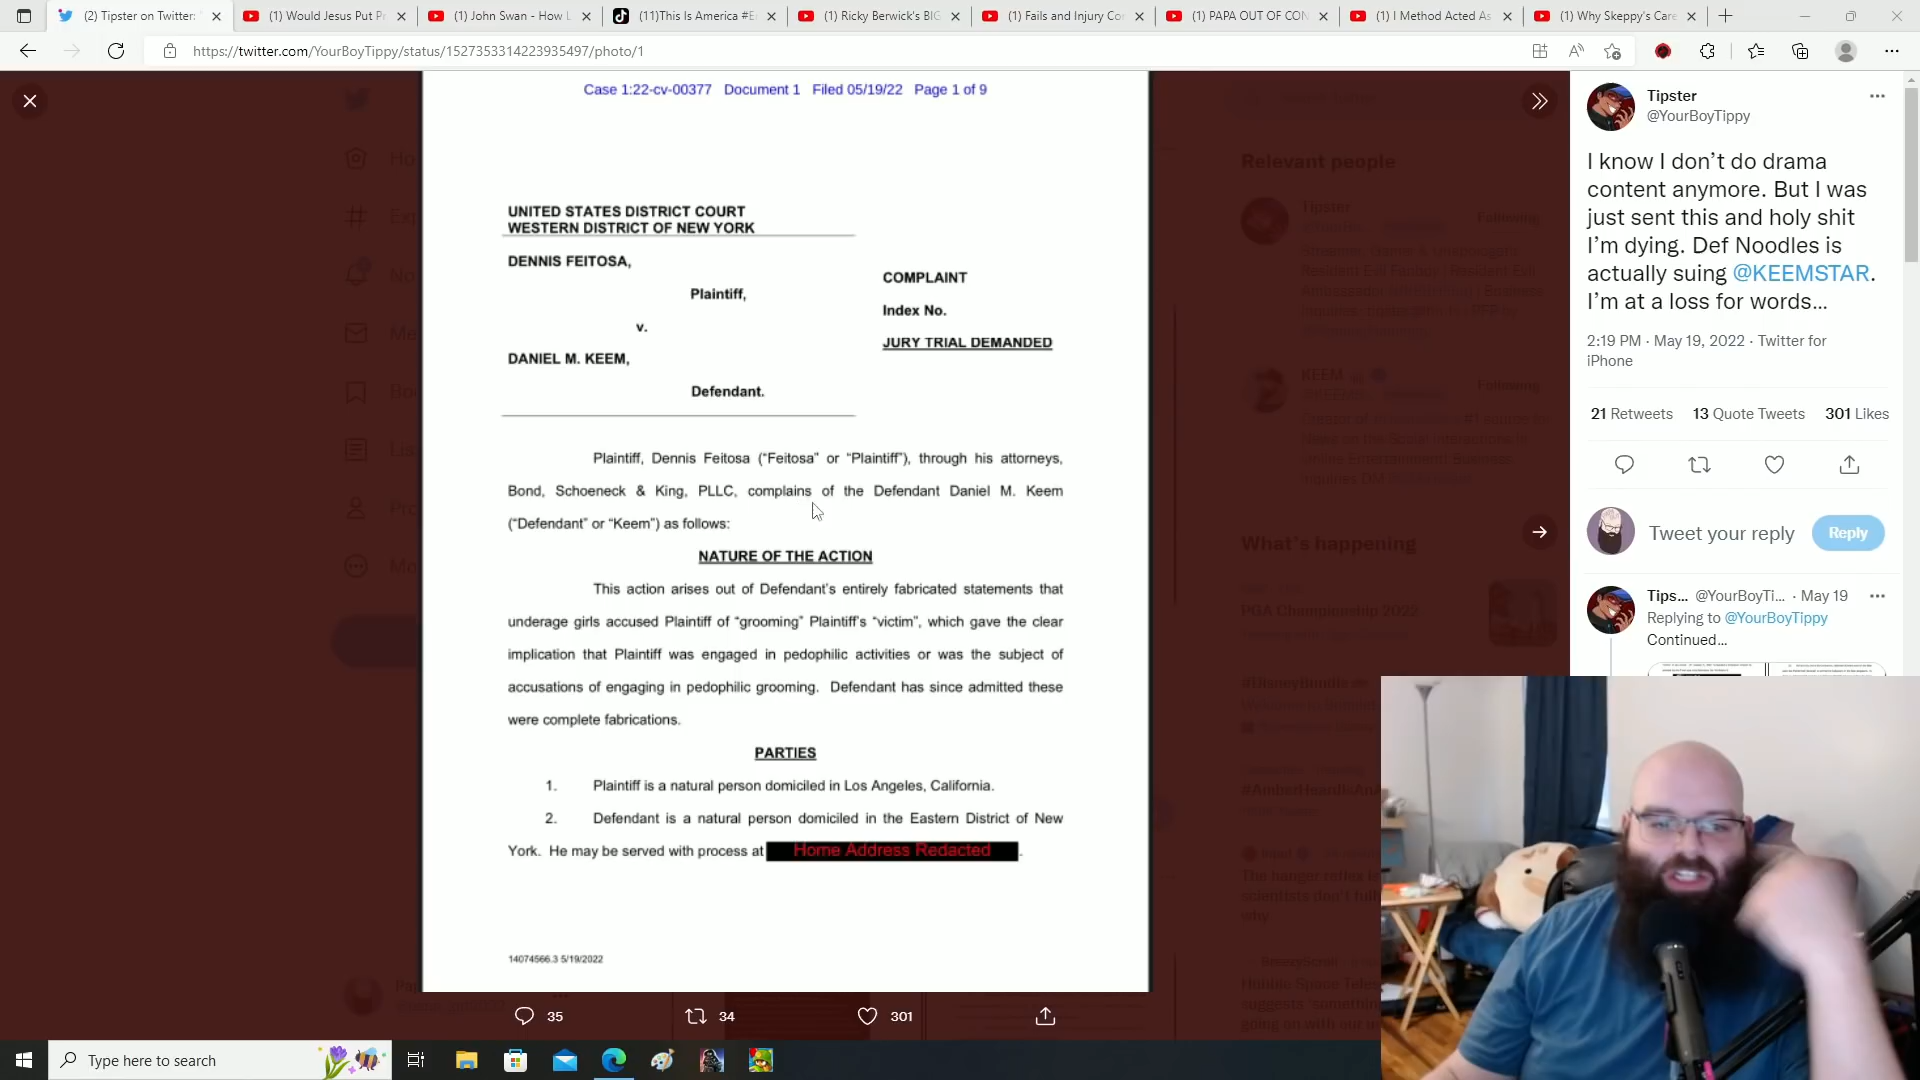 (2) Tipster on Twitter:
(1) Would Jesus Put P
(1) John Swan - How L
(11)This Is America #E
(1) Ricky Berwick's BIG
(1) Fails and Injury Co
(1) PAPA OUT OF CON
(1) I Method Acted As
(1) Why Skeppy's Care
https://twitter.com/YourBoyTippy/status/1527353314223935497/photo/1
Case 1:22-cv-00377 Document 1 Filed 05/19/22 Page 1 of 9
UNITED STATES DISTRICT COURT
WESTERN DISTRICT OF NEW YORK
DENNIS FEITOSA,
Plaintiff,
v.
DANIEL M. KEEM,
Defendant.
COMPLAINT
Index No.
JURY TRIAL DEMANDED
Plaintiff, Dennis Feitosa (“Feitosa” or “Plaintiff”), through his attorneys,
Bond, Schoeneck & King, PLLC, complains of the Defendant Daniel M. Keem
(“Defendant” or “Keem”) as follows:
NATURE OF THE ACTION
This action arises out of Defendant’s entirely fabricated statements that
underage girls accused Plaintiff of “grooming” Plaintiff’s “victim”, which gave the clear
implication that Plaintiff was engaged in pedophilic activities or was the subject of
accusations of engaging in pedophilic grooming. Defendant has since admitted these
were complete fabrications.
PARTIES
1. Plaintiff is a natural person domiciled in Los Angeles, California.
2. Defendant is a natural person domiciled in the Eastern District of New
York. He may be served with process at Home Address Redacted.
14074566.3 5/19/2022
35
34
301
Relevant people
Tipster
Following
KEEM
Following
What's happening
PGA Championship 2022
#DisneyBundle
Tipster
@YourBoyTippy
I know I don’t do drama
content anymore. But I was
just sent this and holy shit
I’m dying. Def Noodles is
actually suing @KEEMSTAR.
I’m at a loss for words…
2:19 PM · May 19, 2022 · Twitter for
iPhone
21 Retweets 13 Quote Tweets 301 Likes
Tweet your reply
Reply
Tips... @YourBoyTi... · May 19
Replying to @YourBoyTippy
Continued…
Type here to search